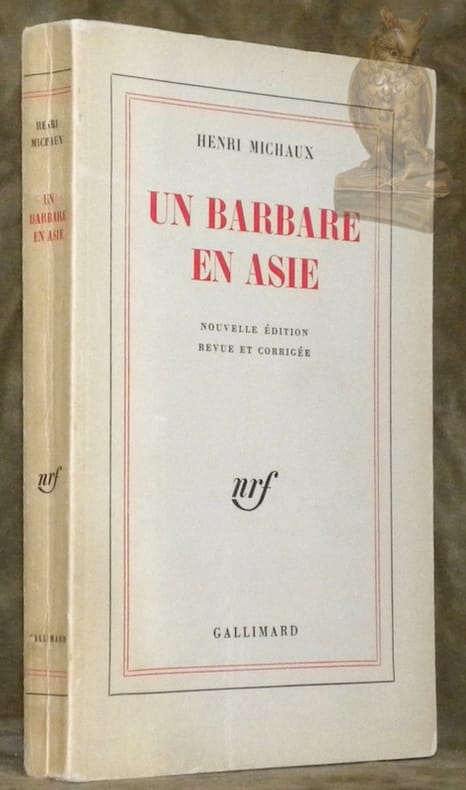 HENRI
MICHAUX
UN
BARBARE
EN ASIE
nrf
GALLIMARD
HENRI MICHAUX
UN BARBARE
EN ASIE
NOUVELLE ÉDITION
REVUE ET CORRIGÉE
nrf
GALLIMARD